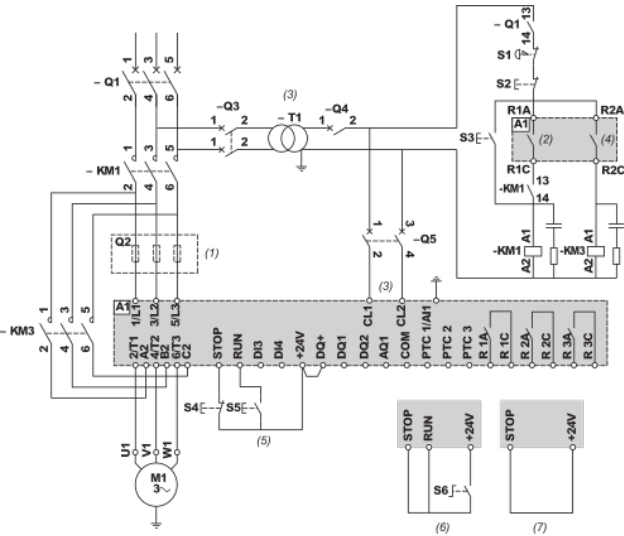 1 3 5
– Q1
2 4 6
–Q3
1 2
1 2
(3)
– T1
–Q4
1 2
– Q1
13
14
S1
S2
R1A
R2A
A1
(2)
(4)
S3
R1C
R2C
-KM1
13
14
A1
-KM1
A2
A1
-KM3
A2
1 3 5
– KM1
2 4 6
Q2
(1)
1 3
–Q5
2 4
(3)
1 3 5
– KM3
2 4 6
A1
1/L1 3/L2 5/L3 CL1 CL2 PTC 1/AI1
2/T1 A2 4/T2 B2 6/T3 C2 STOP RUN DI3 DI4 +24V DQ+ DQ1 DQ2 AQ1 COM PTC 2 PTC 3 R 1A R 1C R 2A R 2C R 3A R 3C
S4
S5
(5)
U1 V1 W1
M1
3
STOP RUN +24V
S6
(6)
STOP +24V
(7)